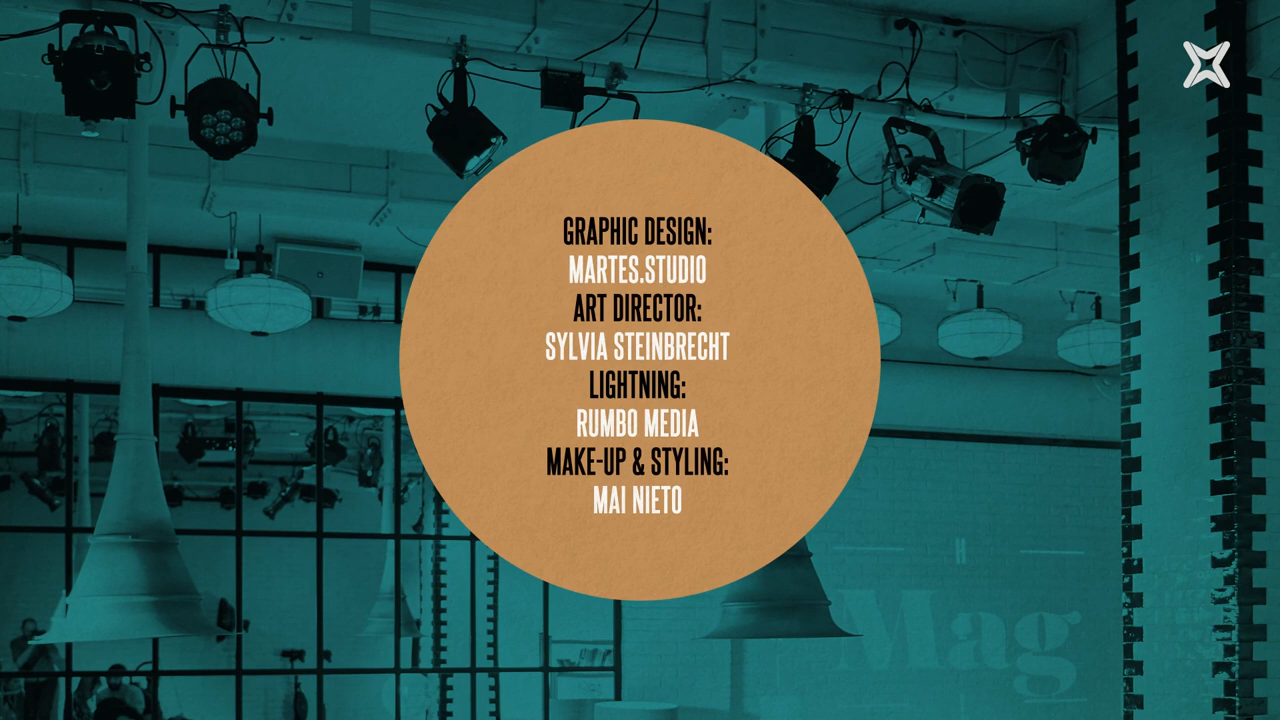 GRAPHIC DESIGN:
MARTES.STUDIO
ART DIRECTOR:
SYLVIA STEINBRECHT
LIGHTNING:
RUMBO MEDIA
MAKE-UP & STYLING:
MAI NIETO
Mag